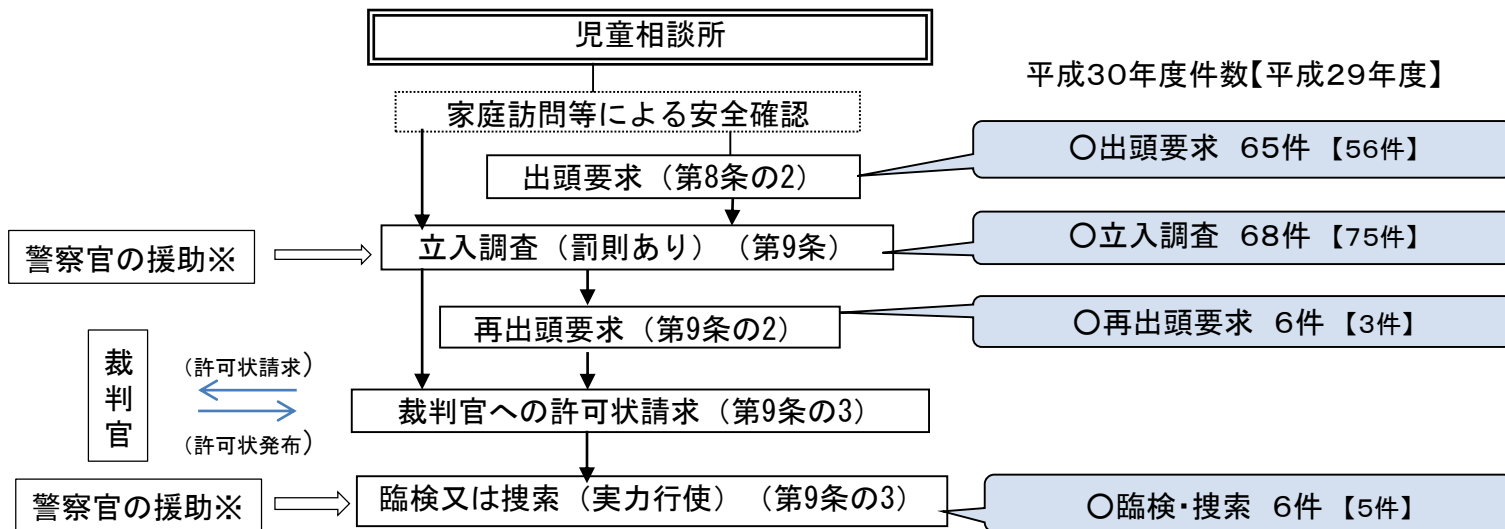 児童相談所
平成30年度件数【平成29年度】
家庭訪問等による安全確認
〇出頭要求 65件 【56件】
出頭要求（第8条の2）
〇立入調査 68件 【75件】
立入調査（罰則あり）（第9条）
警察官の援助※
〇再出頭要求 6件 【3件】
再出頭要求（第9条の2）
裁判官
(許可状請求)
(許可状発布)
裁判官への許可状請求（第9条の3）
警察官の援助※
臨検又は捜索（実力行使）（第9条の3）
〇臨検・捜索 6件 【5件】